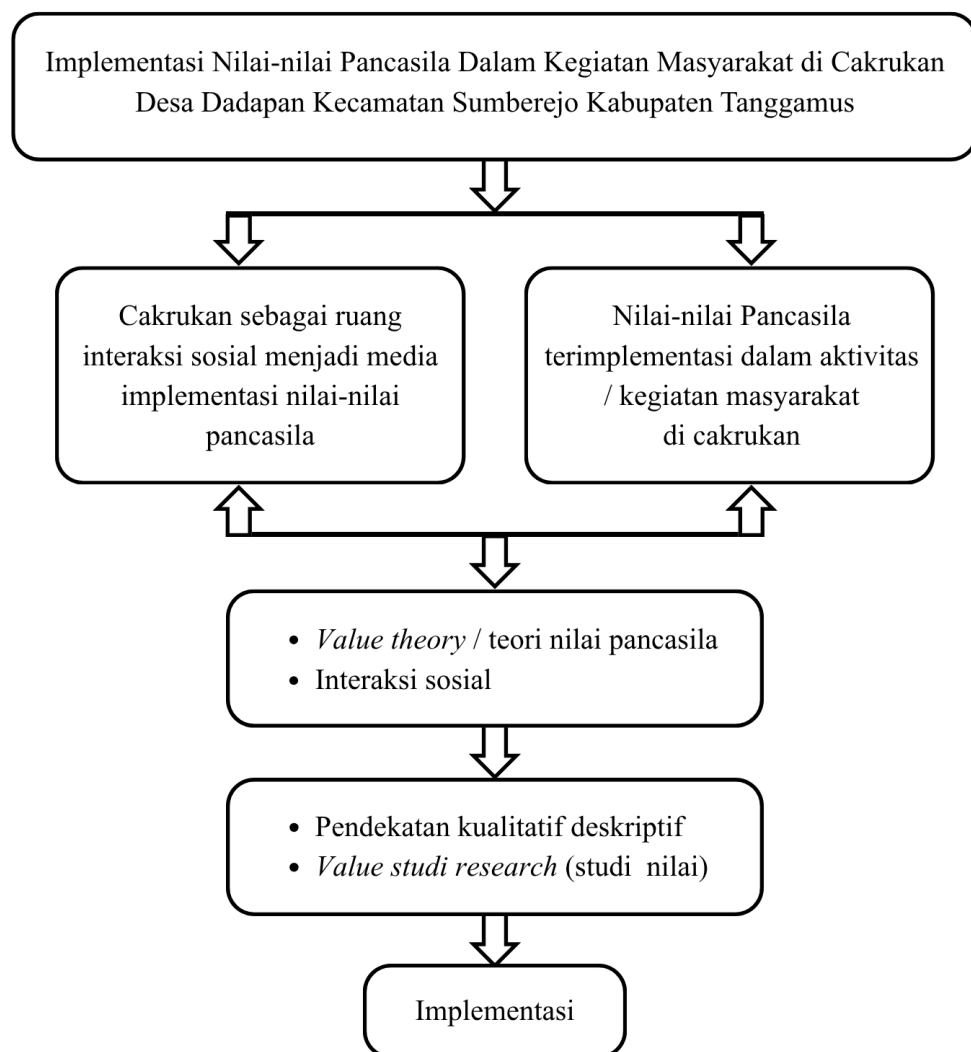 Implementasi Nilai-nilai Pancasila Dalam Kegiatan Masyarakat di Cakrukan
Desa Dadapan Kecamatan Sumberejo Kabupaten Tanggamus
Cakrukan sebagai ruang
interaksi sosial menjadi media
implementasi nilai-nilai
pancasila
Nilai-nilai Pancasila
terimplementasi dalam aktivitas
/ kegiatan masyarakat
di cakrukan
• Value theory / teori nilai pancasila
• Interaksi sosial
• Pendekatan kualitatif deskriptif
• Value studi research (studi nilai)
Implementasi